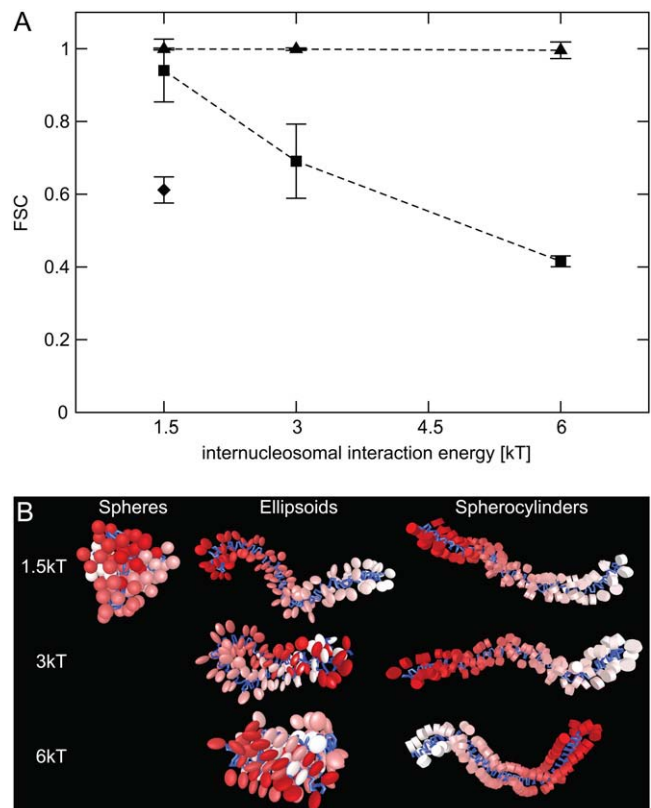 A
FSC
1
0.8
0.6
0.4
0.2
0
1.5 3 4.5 6
internucleosomal interaction energy [kT]
B Spheres Ellipsoids Spherocylinders
1.5kT
3kT
6kT